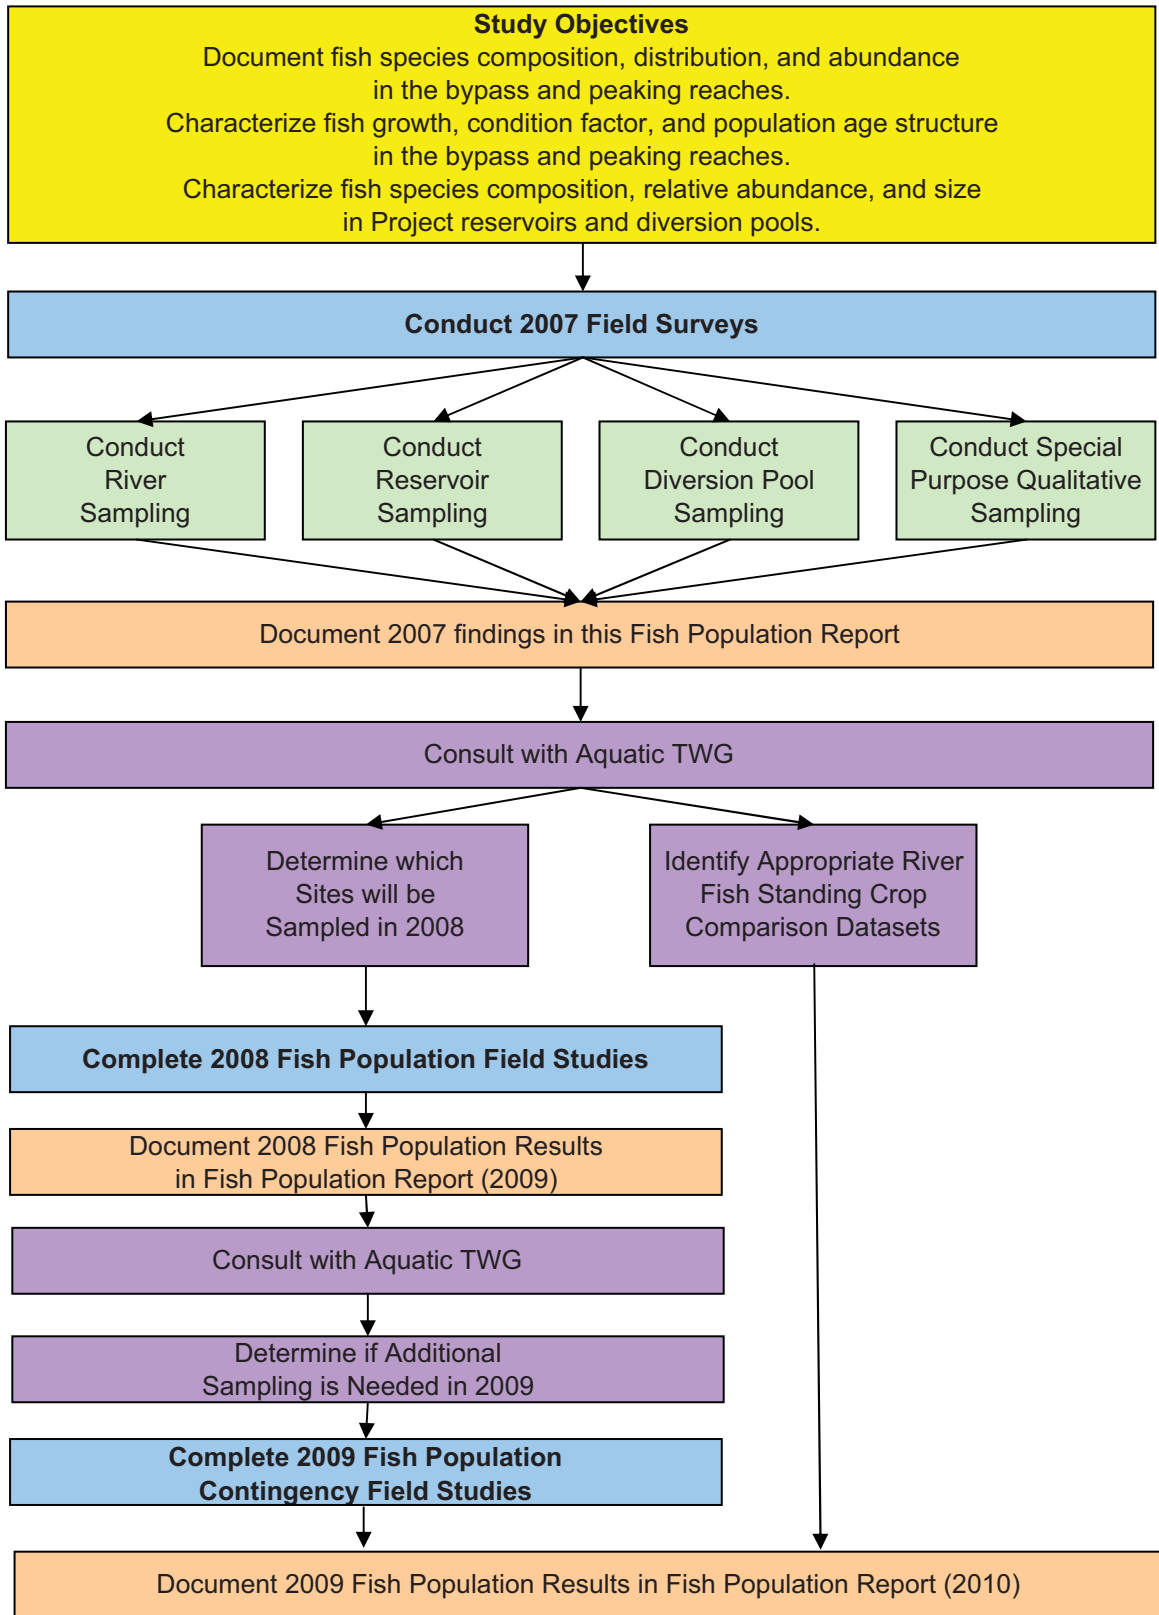 Study Objectives
Document fish species composition, distribution, and abundance
in the bypass and peaking reaches.
Characterize fish growth, condition factor, and population age structure
in the bypass and peaking reaches.
Characterize fish species composition, relative abundance, and size
in Project reservoirs and diversion pools.
Conduct 2007 Field Surveys
Conduct
River
Sampling
Conduct
Reservoir
Sampling
Conduct
Diversion Pool
Sampling
Conduct Special
Purpose Qualitative
Sampling
Document 2007 findings in this Fish Population Report
Consult with Aquatic TWG
Determine which
Sites will be
Sampled in 2008
Identify Appropriate River
Fish Standing Crop
Comparison Datasets
Complete 2008 Fish Population Field Studies
Document 2008 Fish Population Results
in Fish Population Report (2009)
Consult with Aquatic TWG
Determine if Additional
Sampling is Needed in 2009
Complete 2009 Fish Population
Contingency Field Studies
Document 2009 Fish Population Results in Fish Population Report (2010)